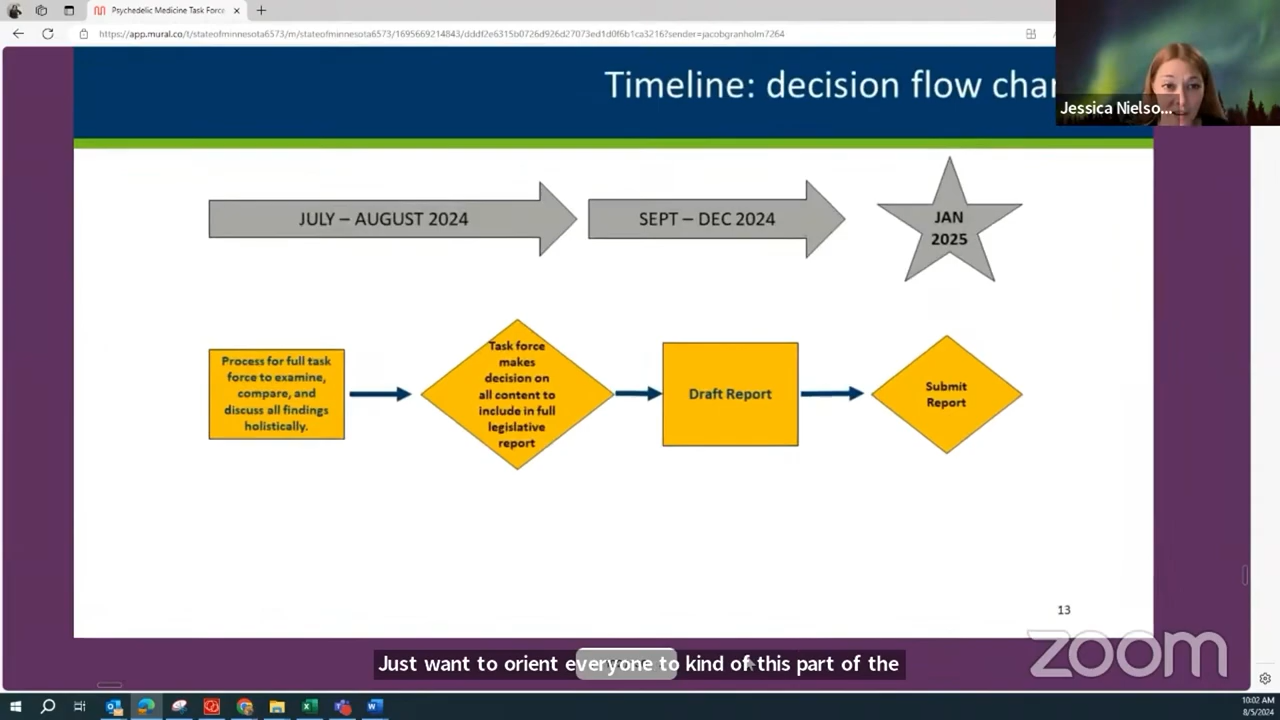 Psychedelic Medicine Task Force
https://app.mural.co/t/stateofminnesota6573/m/stateofminnesota6573/1695669214843/dddf2e6315b0726d926d27073ed1d0f6b1ca3216?sender=jacobgranholm7264
Jessica Nielso...
Timeline: decision flow char
JULY – AUGUST 2024
SEPT – DEC 2024
JAN
2025
Process for full task
force to examine,
compare, and
discuss all findings
holistically.
Task force
makes
decision on
all content to
include in full
legislative
report
Draft Report
Submit
Report
13
zoom
Just want to orient everyone to kind of this part of the
10:02 AM
8/5/2024